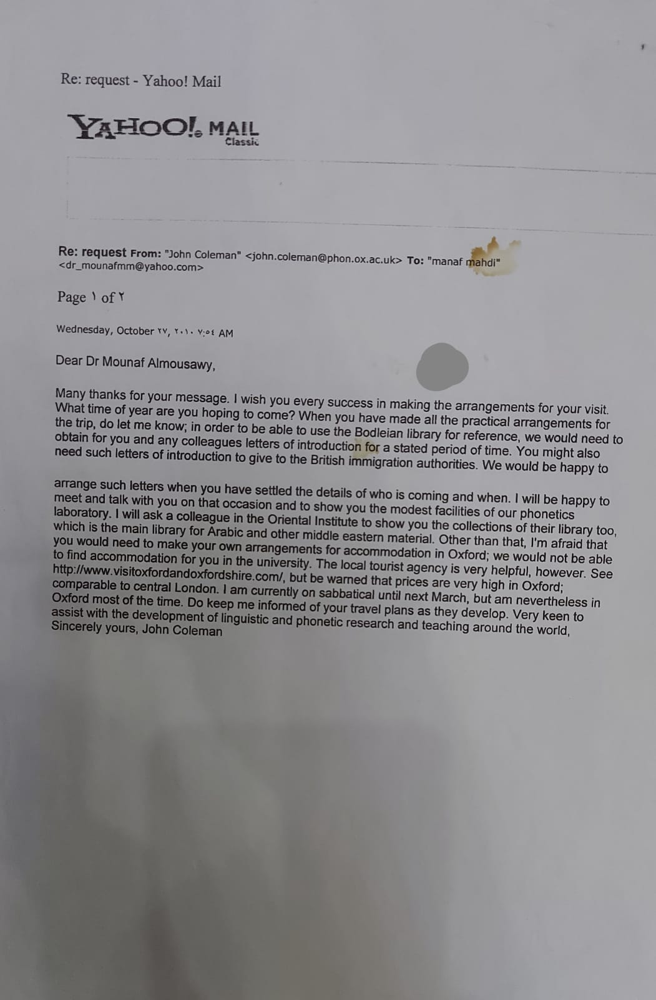 Re: request - Yahoo! Mail
YAHOO!® MAIL
Classic
Re: request From: "John Coleman" <john.coleman@phon.ox.ac.uk> To: "manaf mahdi"
<dr_mounafmm@yahoo.com>
Page ١ of ٢
Wednesday, October ٢٧, ٢٠١٠ ٧:٥٤ AM
Dear Dr Mounaf Almousawy,
Many thanks for your message. I wish you every success in making the arrangements for your visit.
What time of year are you hoping to come? When you have made all the practical arrangements for
the trip, do let me know; in order to be able to use the Bodleian library for reference, we would need to
obtain for you and any colleagues letters of introduction for a stated period of time. You might also
need such letters of introduction to give to the British immigration authorities. We would be happy to
arrange such letters when you have settled the details of who is coming and when. I will be happy to
meet and talk with you on that occasion and to show you the modest facilities of our phonetics
laboratory. I will ask a colleague in the Oriental Institute to show you the collections of their library too,
which is the main library for Arabic and other middle eastern material. Other than that, I'm afraid that
you would need to make your own arrangements for accommodation in Oxford; we would not be able
to find accommodation for you in the university. The local tourist agency is very helpful, however. See
http://www.visitoxfordandoxfordshire.com/, but be warned that prices are very high in Oxford;
comparable to central London. I am currently on sabbatical until next March, but am nevertheless in
Oxford most of the time. Do keep me informed of your travel plans as they develop. Very keen to
assist with the development of linguistic and phonetic research and teaching around the world,
Sincerely yours, John Coleman